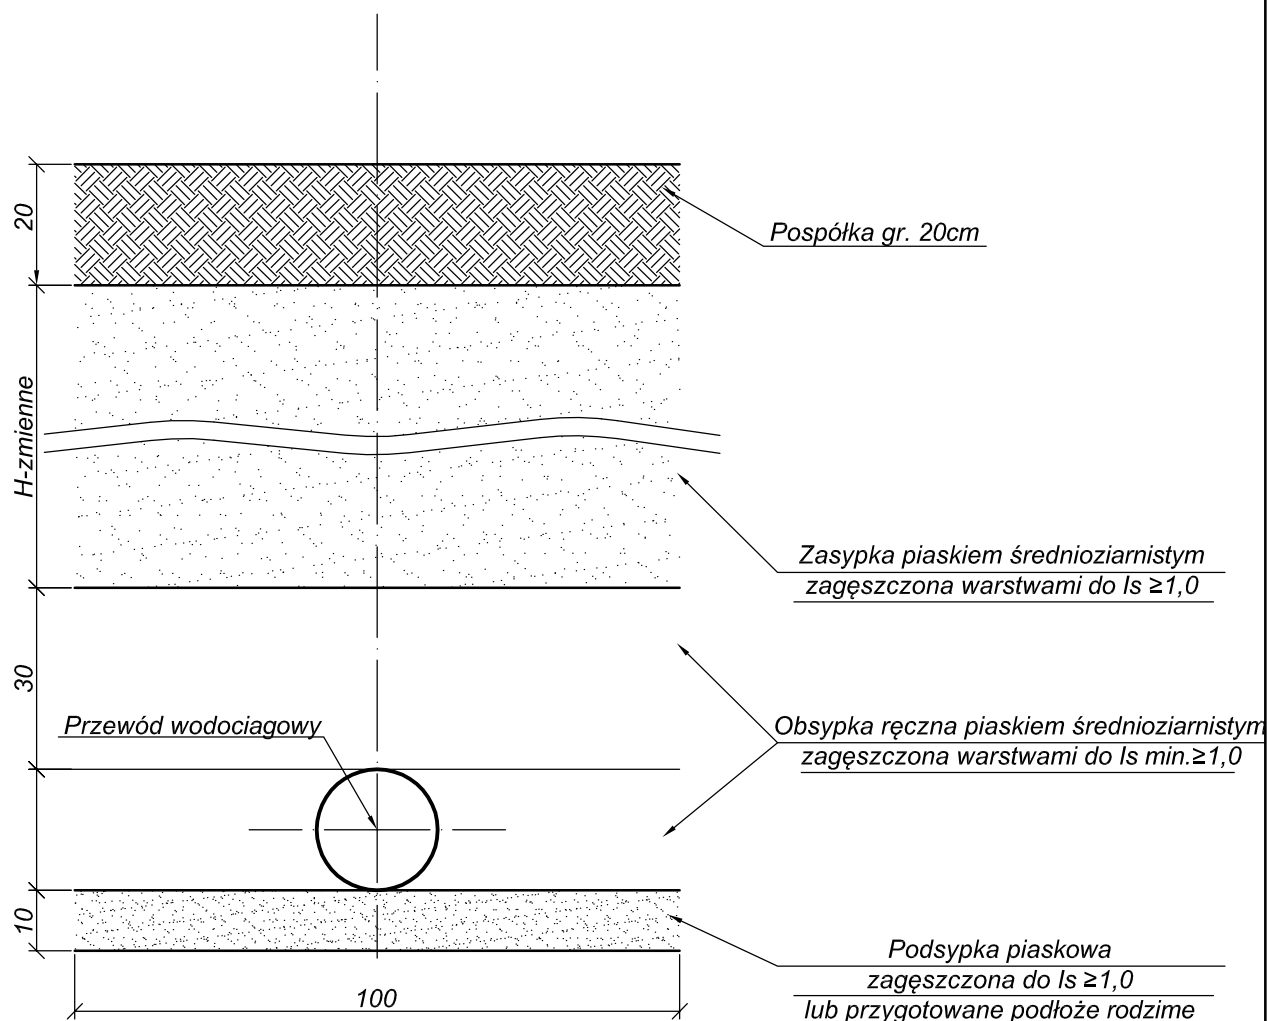 20
Pospółka gr. 20cm
H-zmienne
Zasypka piaskiem średnioziarnistym
zagęszczona warstwami do Is ≥1,0
30
Przewód wodociagowy
Obsypka ręczna piaskiem średnioziarnistym
zagęszczona warstwami do Is min.≥1,0
10
Podsypka piaskowa
zagęszczona do Is ≥1,0
lub przygotowane podłoże rodzime
100